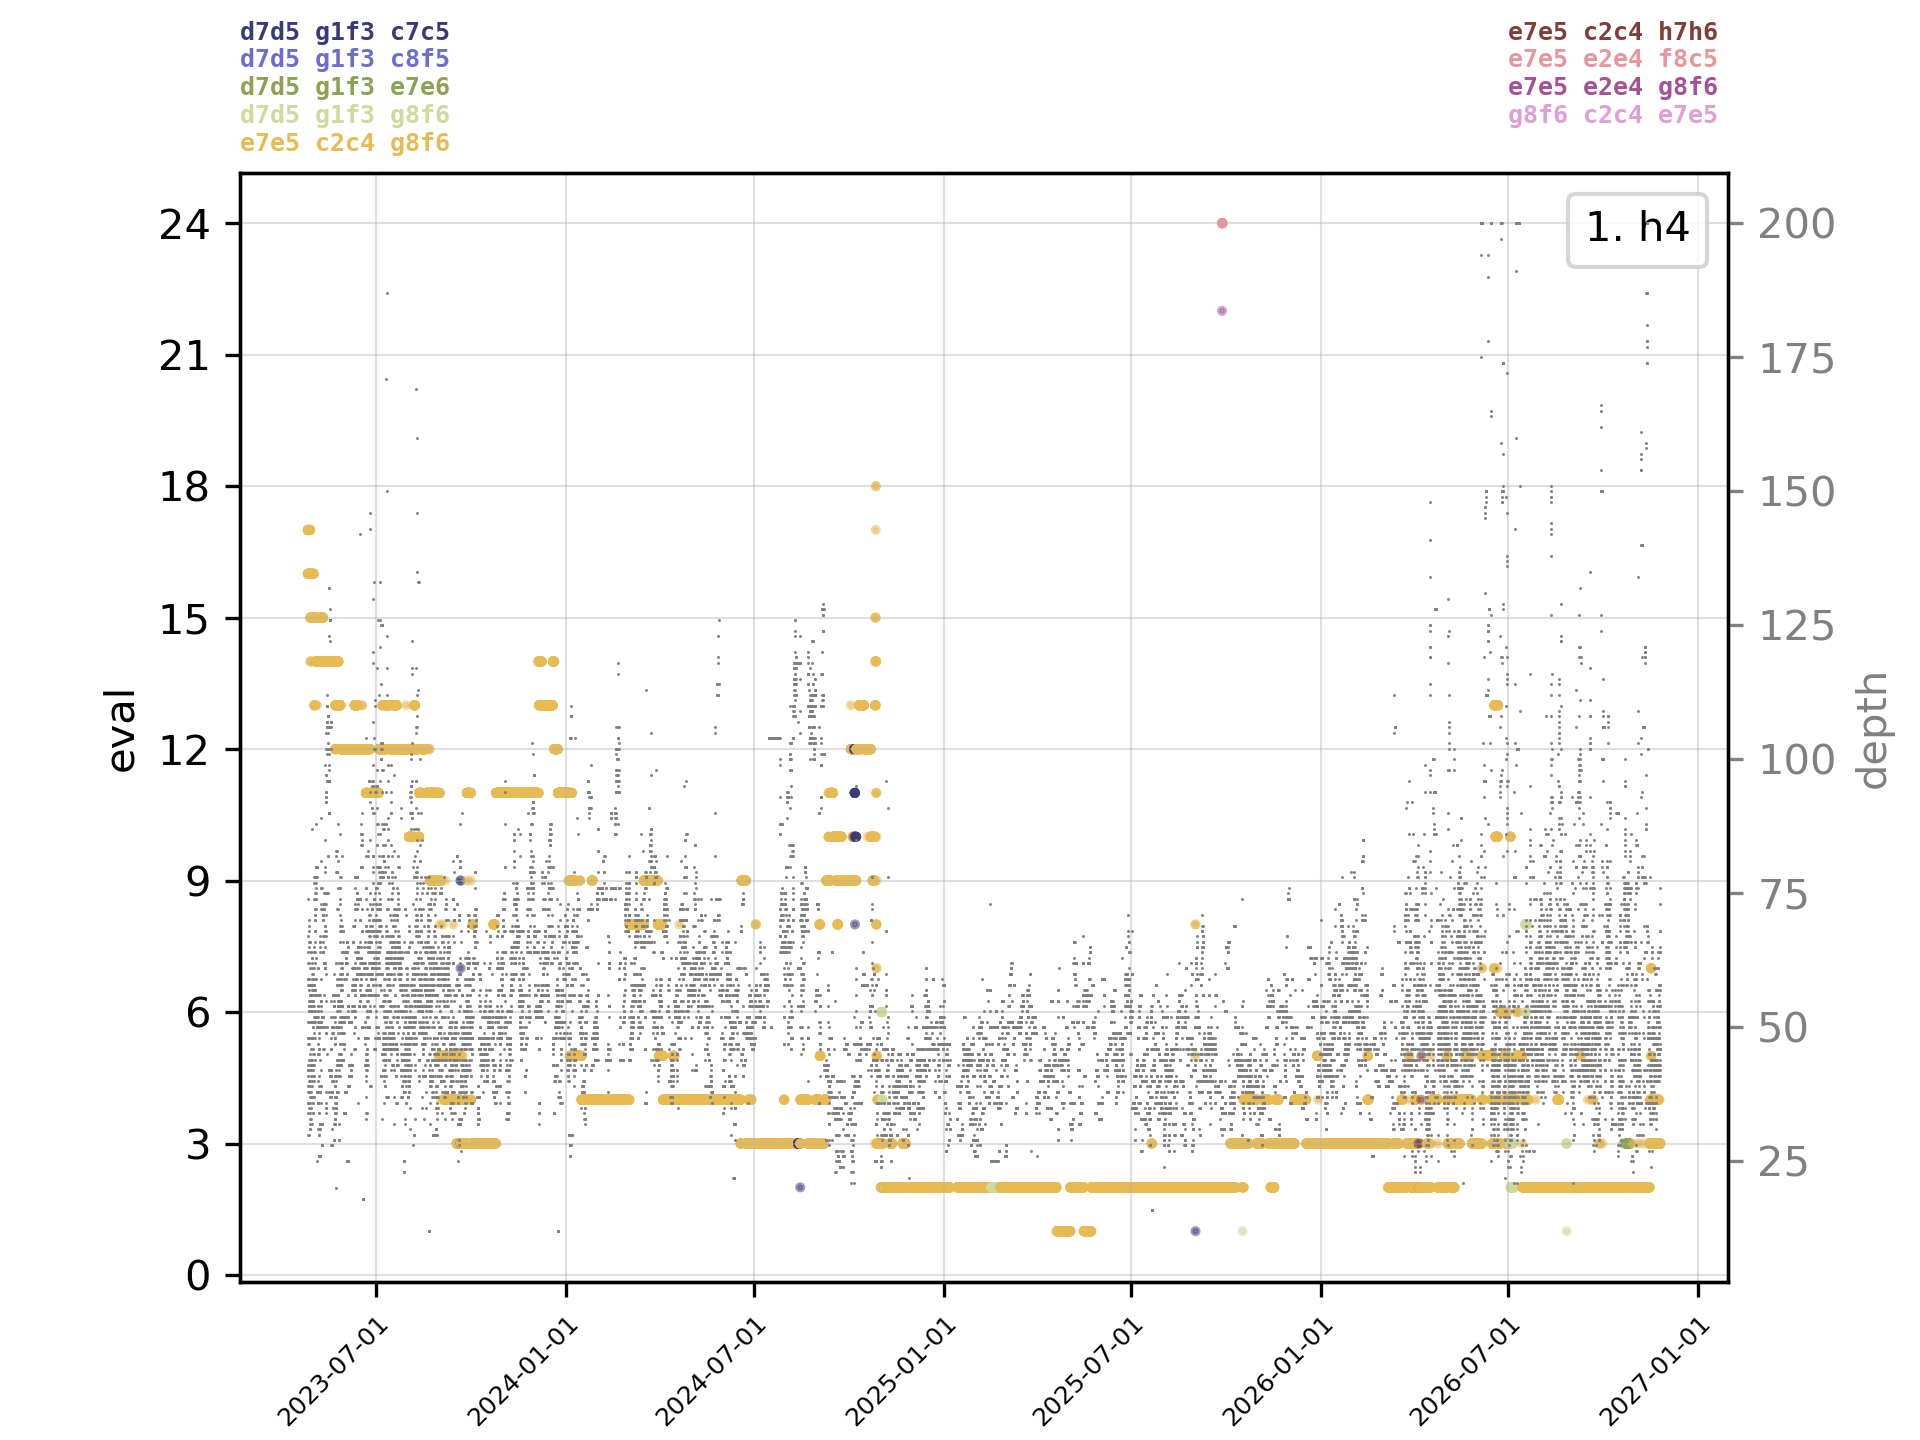 d7d5 g1f3 c7c5
d7d5 g1f3 c8f5
d7d5 g1f3 e7e6
d7d5 g1f3 g8f6
e7e5 c2c4 g8f6
e7e5 c2c4 h7h6
e7e5 e2e4 f8c5
e7e5 e2e4 g8f6
g8f6 c2c4 e7e5
1. h4
24
21
18
15
12
9
6
3
0
eval
200
175
150
125
100
75
50
25
depth
2023-07-01
2024-01-01
2024-07-01
2025-01-01
2025-07-01
2026-01-01
2026-07-01
2027-01-01